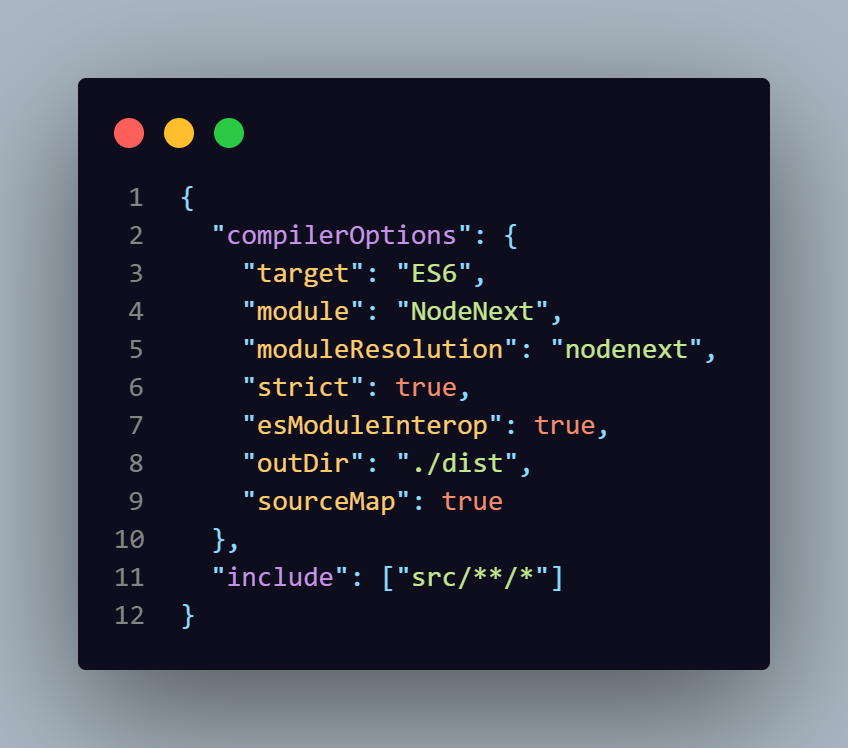 1 {
2   "compilerOptions": {
3     "target": "ES6",
4     "module": "NodeNext",
5     "moduleResolution": "nodenext",
6     "strict": true,
7     "esModuleInterop": true,
8     "outDir": "./dist",
9     "sourceMap": true
10   },
11   "include": ["src/**/*"]
12 }